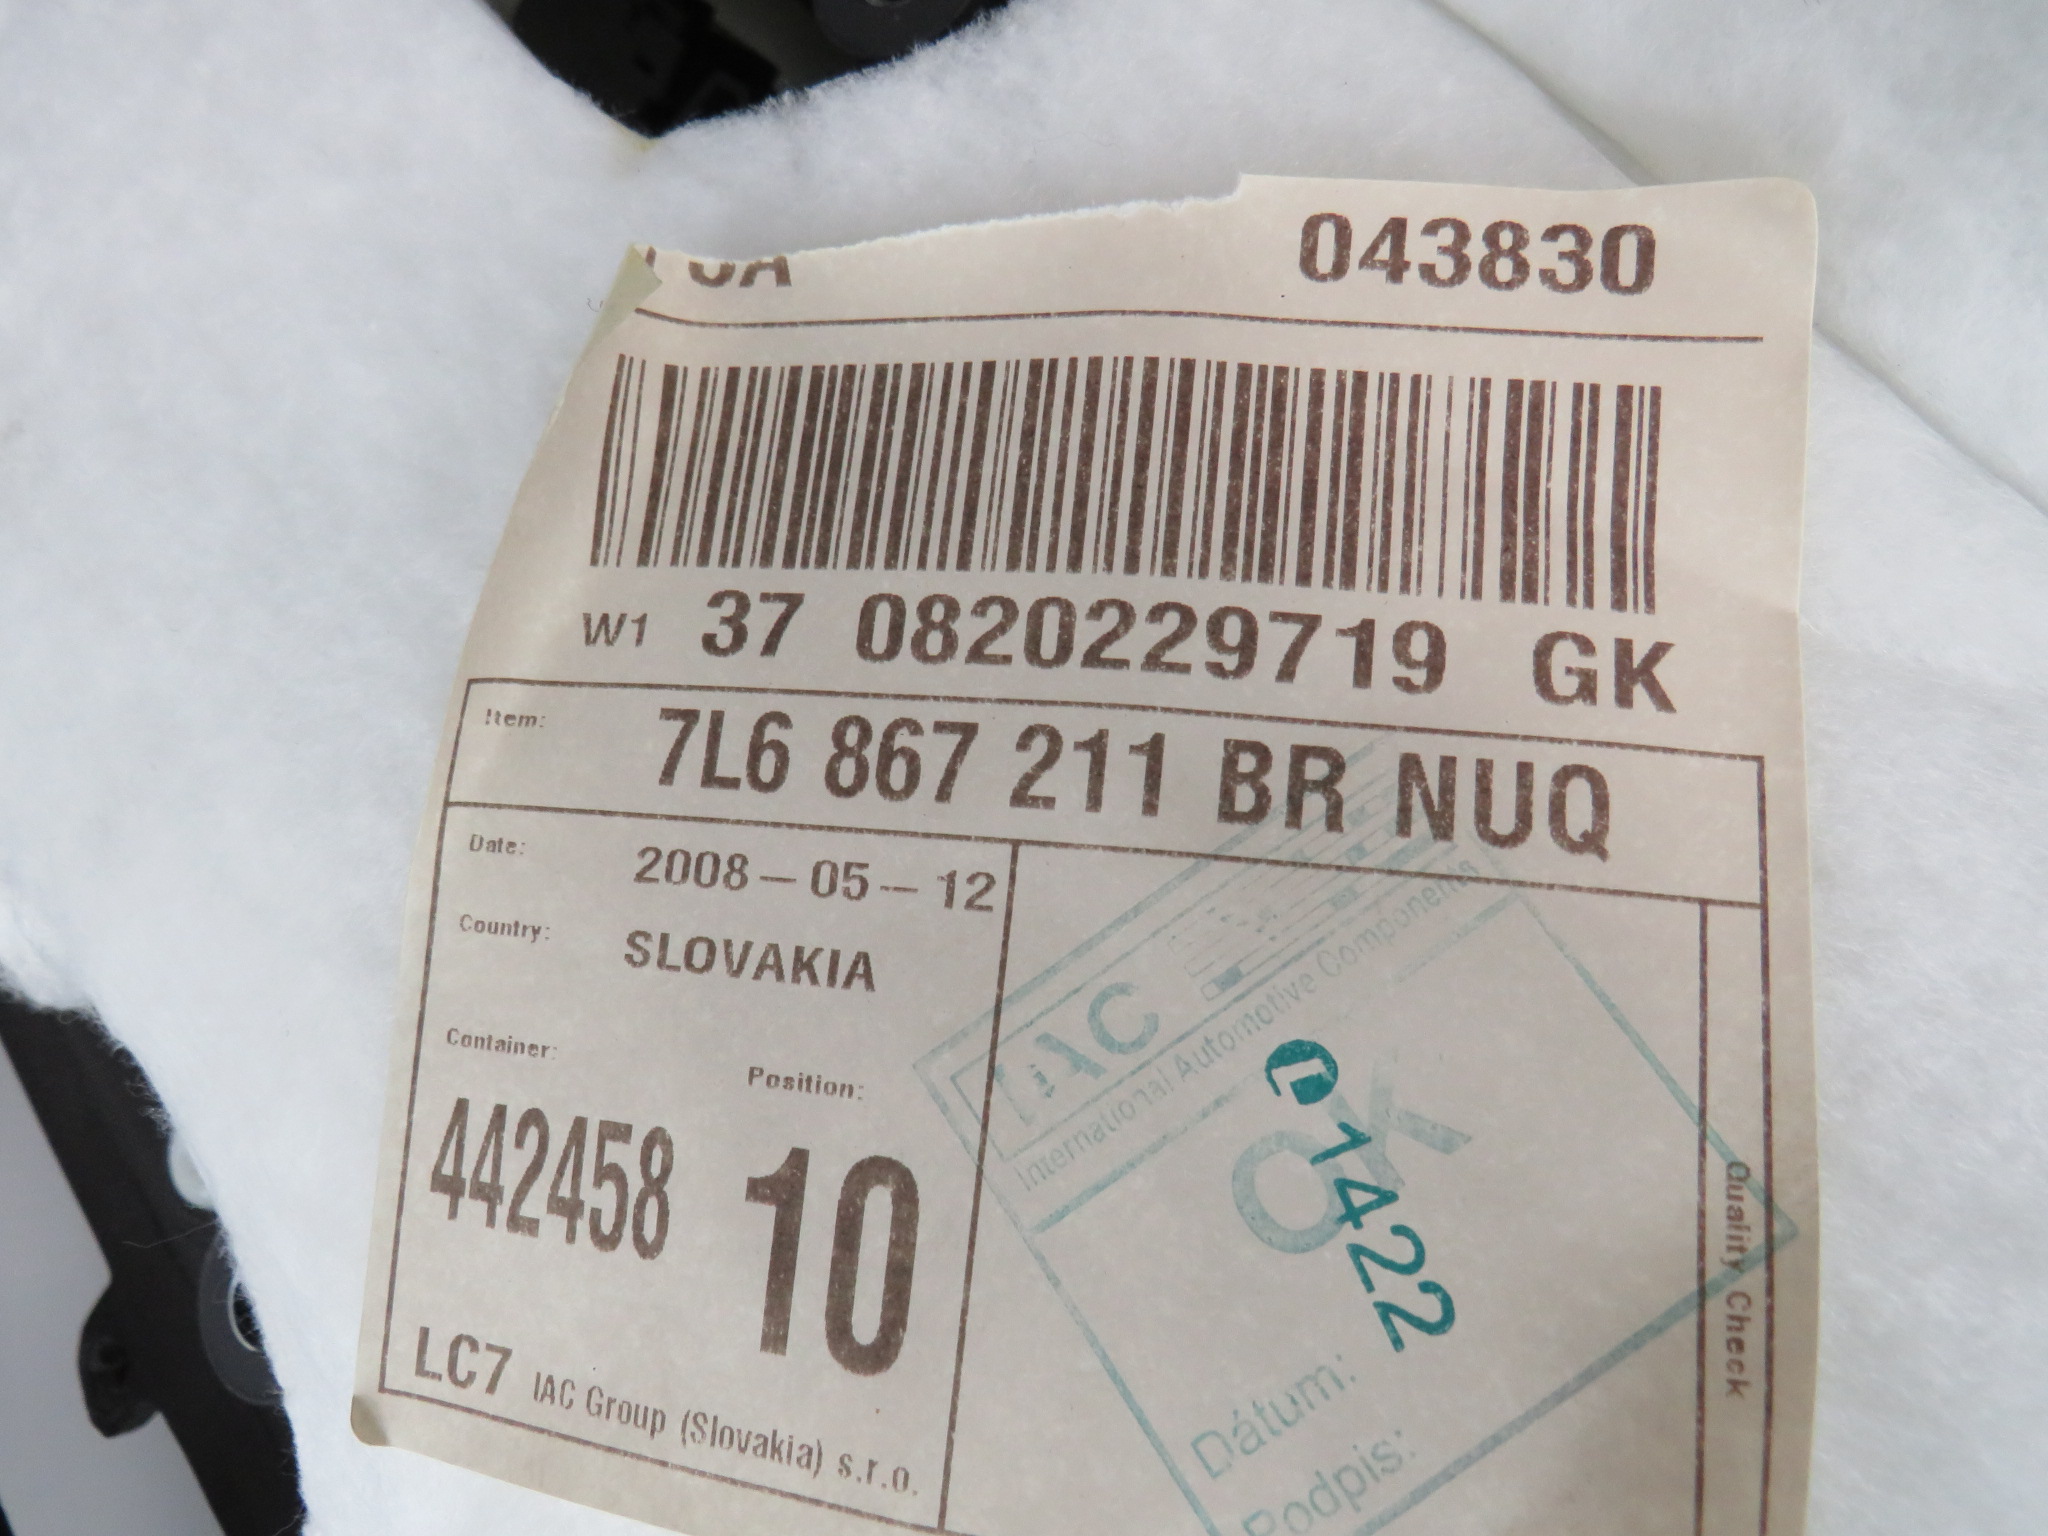 043830
W1 37 0820229719 GK
Item: 7L6 867 211 BR NUQ
Date: 2008-05-12
Country: SLOVAKIA
Container: Position:
442458 10
LC7 IAC Group (Slovakia) s.r.o.
IAC
International Automotive Components
OK
1422
Dátum:
Podpis:
Quality Check